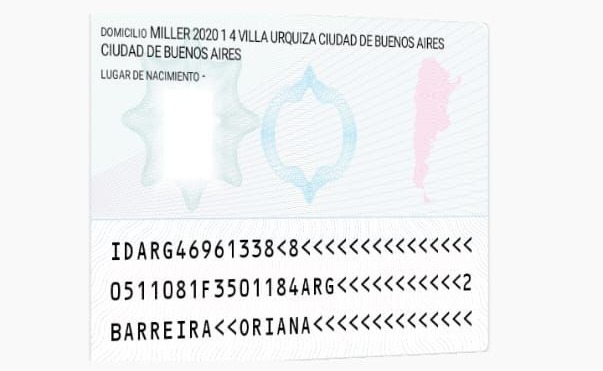 DOMICILIO MILLER 2020 1 4 VILLA URQUIZA CIUDAD DE BUENOS AIRES
CIUDAD DE BUENOS AIRES
LUGAR DE NACIMIENTO -
IDARG46961338<8<<<<<<<<<<<<<<<
0511081F3501184ARG<<<<<<<<<<<2
BARREIRA<<ORIANA<<<<<<<<<<<<<<